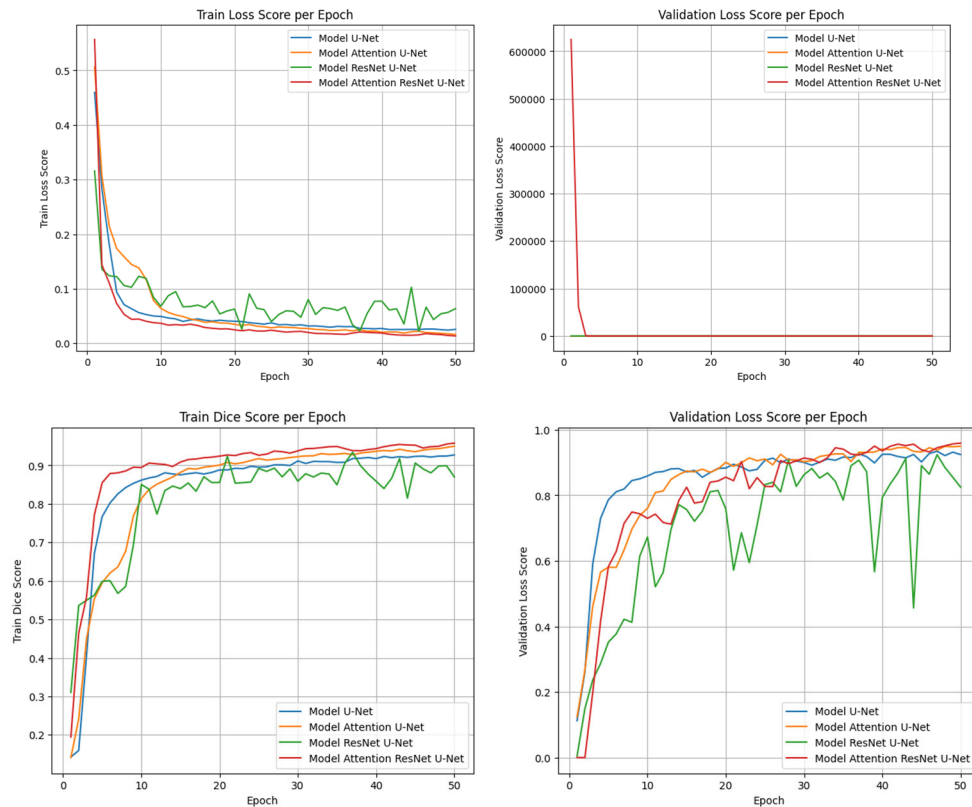 Train Loss Score per Epoch
Train Loss Score
0.5
0.4
0.3
0.2
0.1
0.0
Model U-Net
Model Attention U-Net
Model ResNet U-Net
Model Attention ResNet U-Net
0 10 20 30 40 50
Epoch
Validation Loss Score per Epoch
Validation Loss Score
600000
500000
400000
300000
200000
100000
0
Model U-Net
Model Attention U-Net
Model ResNet U-Net
Model Attention ResNet U-Net
0 10 20 30 40 50
Epoch
Train Dice Score per Epoch
Train Dice Score
0.9
0.8
0.7
0.6
0.5
0.4
0.3
0.2
Model U-Net
Model Attention U-Net
Model ResNet U-Net
Model Attention ResNet U-Net
0 10 20 30 40 50
Epoch
Validation Loss Score per Epoch
Validation Loss Score
1.0
0.8
0.6
0.4
0.2
0.0
Model U-Net
Model Attention U-Net
Model ResNet U-Net
Model Attention ResNet U-Net
0 10 20 30 40 50
Epoch